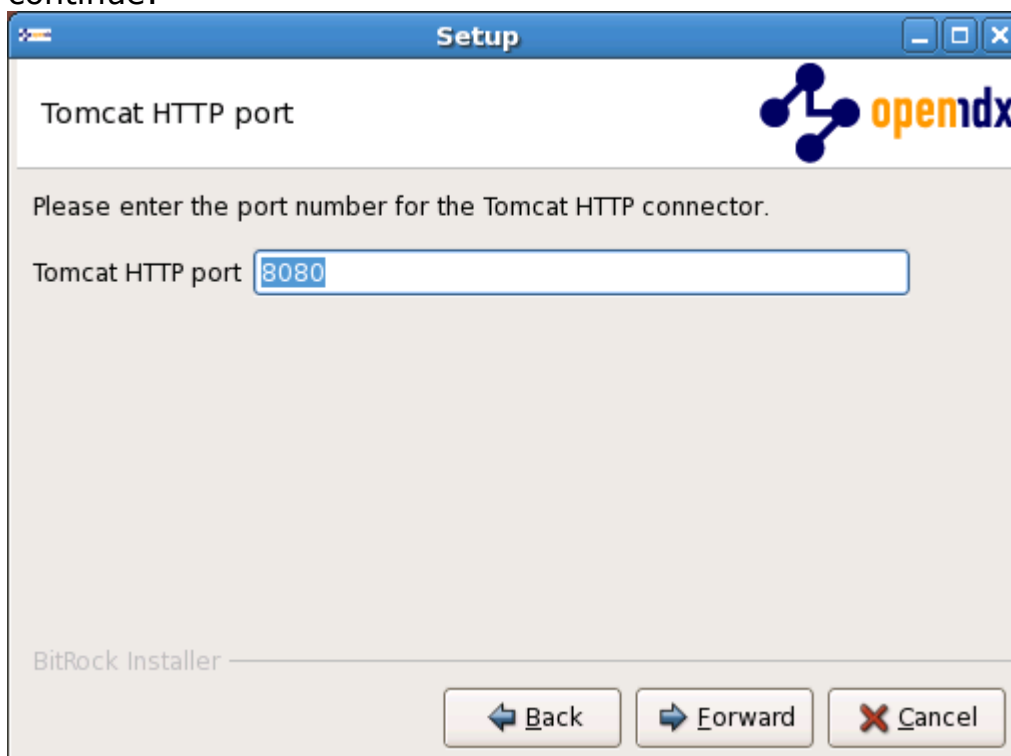 continue.
Setup
Tomcat HTTP port
openmdx
Please enter the port number for the Tomcat HTTP connector.
Tomcat HTTP port 8080
BitRock Installer
Back Forward Cancel